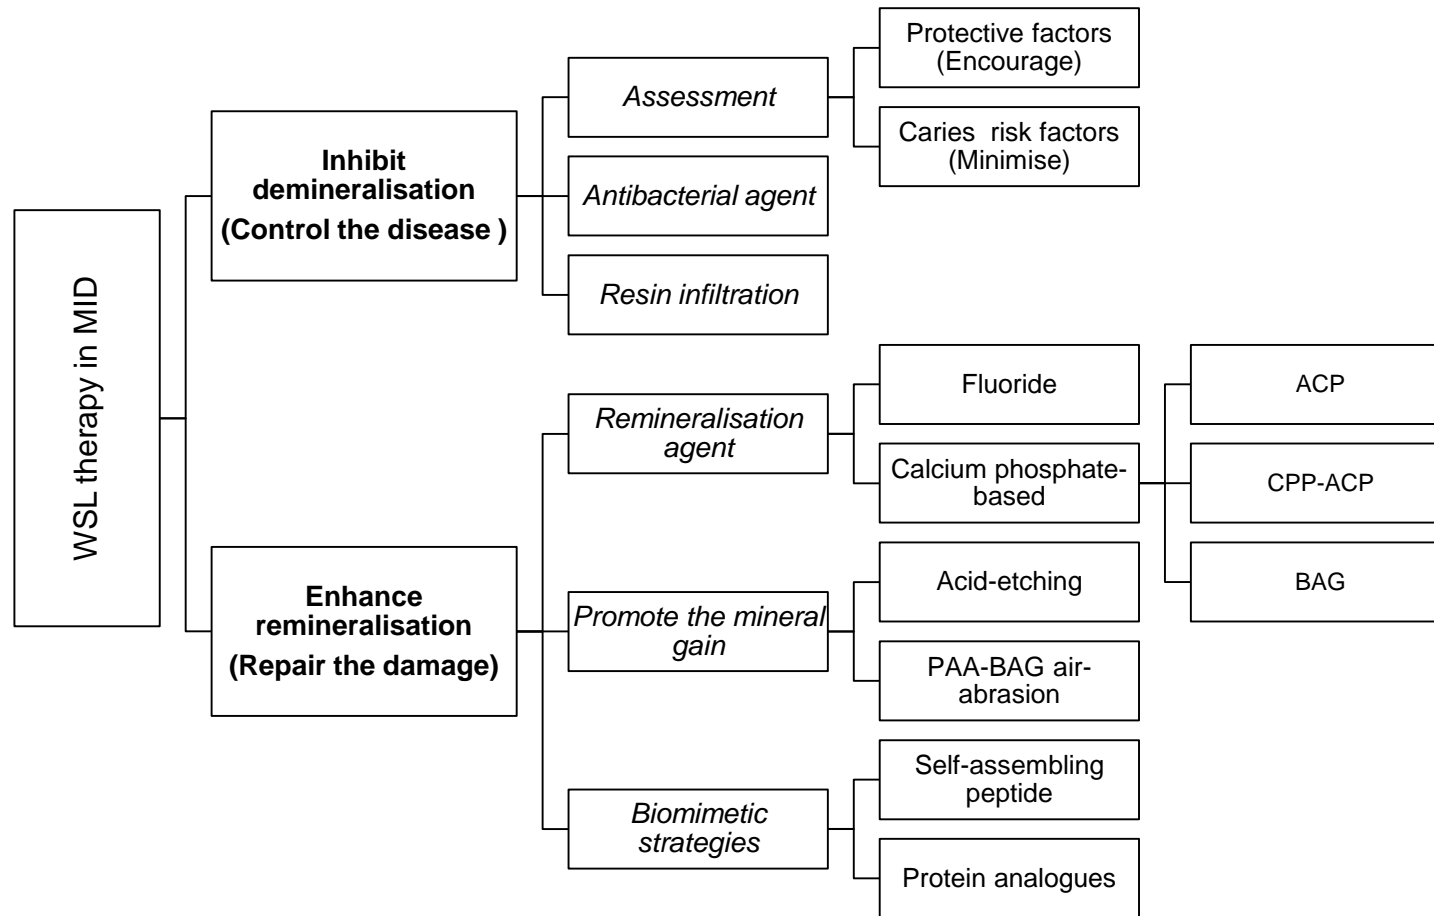 WSL therapy in MID
Inhibit
demineralisation
(Control the disease )
Assessment
Protective factors
(Encourage)
Caries  risk factors
(Minimise)
Antibacterial agent
Resin infiltration
Enhance
remineralisation
(Repair the damage)
Remineralisation
agent
Fluoride
Calcium phosphate-
based
ACP
CPP-ACP
BAG
Promote the mineral
gain
Acid-etching
PAA-BAG air-
abrasion
Biomimetic
strategies
Self-assembling
peptide
Protein analogues